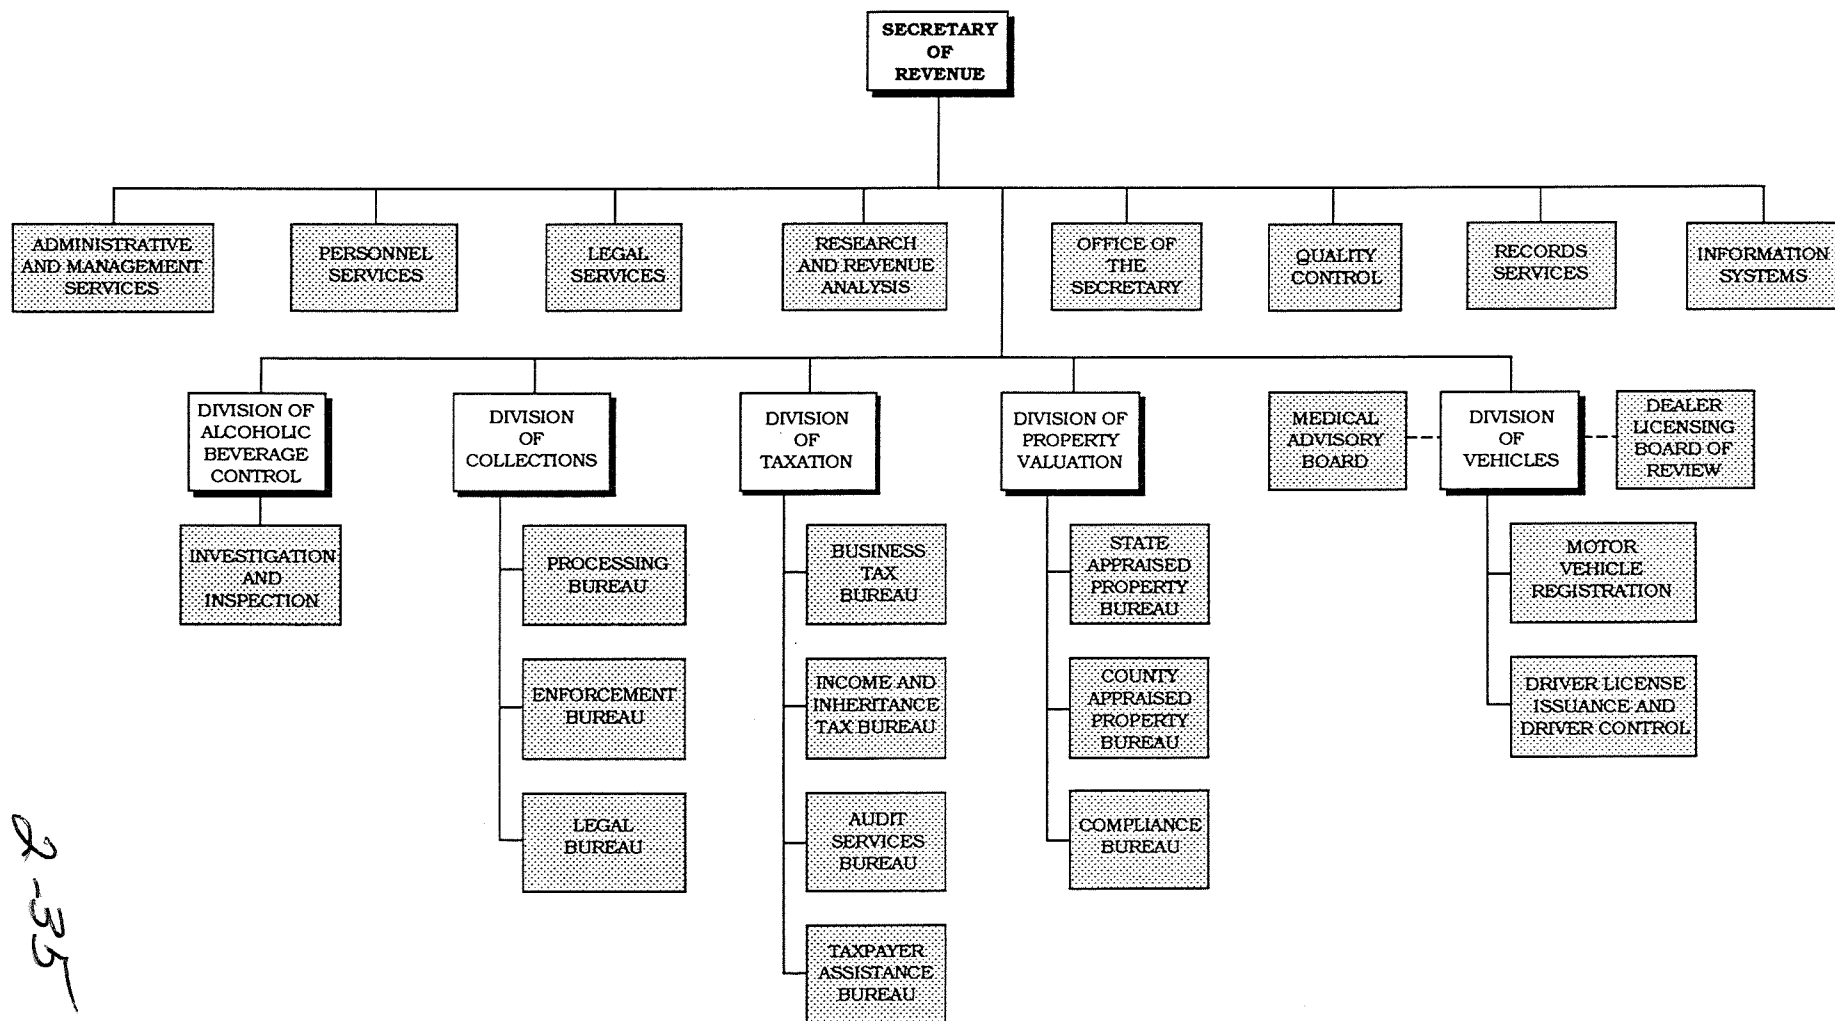 SECRETARY
OF
REVENUE
ADMINISTRATIVE
AND MANAGEMENT
SERVICES
PERSONNEL
SERVICES
LEGAL
SERVICES
RESEARCH
AND REVENUE
ANALYSIS
OFFICE OF
THE
SECRETARY
QUALITY
CONTROL
RECORDS
SERVICES
INFORMATION
SYSTEMS
DIVISION OF
ALCOHOLIC
BEVERAGE
CONTROL
DIVISION
OF
COLLECTIONS
DIVISION
OF
TAXATION
DIVISION OF
PROPERTY
VALUATION
MEDICAL
ADVISORY
BOARD
DIVISION
OF
VEHICLES
DEALER
LICENSING
BOARD OF
REVIEW
INVESTIGATION
AND
INSPECTION
PROCESSING
BUREAU
ENFORCEMENT
BUREAU
LEGAL
BUREAU
BUSINESS
TAX
BUREAU
INCOME AND
INHERITANCE
TAX BUREAU
AUDIT
SERVICES
BUREAU
TAXPAYER
ASSISTANCE
BUREAU
STATE
APPRAISED
PROPERTY
BUREAU
COUNTY
APPRAISED
PROPERTY
BUREAU
COMPLIANCE
BUREAU
MOTOR
VEHICLE
REGISTRATION
DRIVER LICENSE
ISSUANCE AND
DRIVER CONTROL
2-35